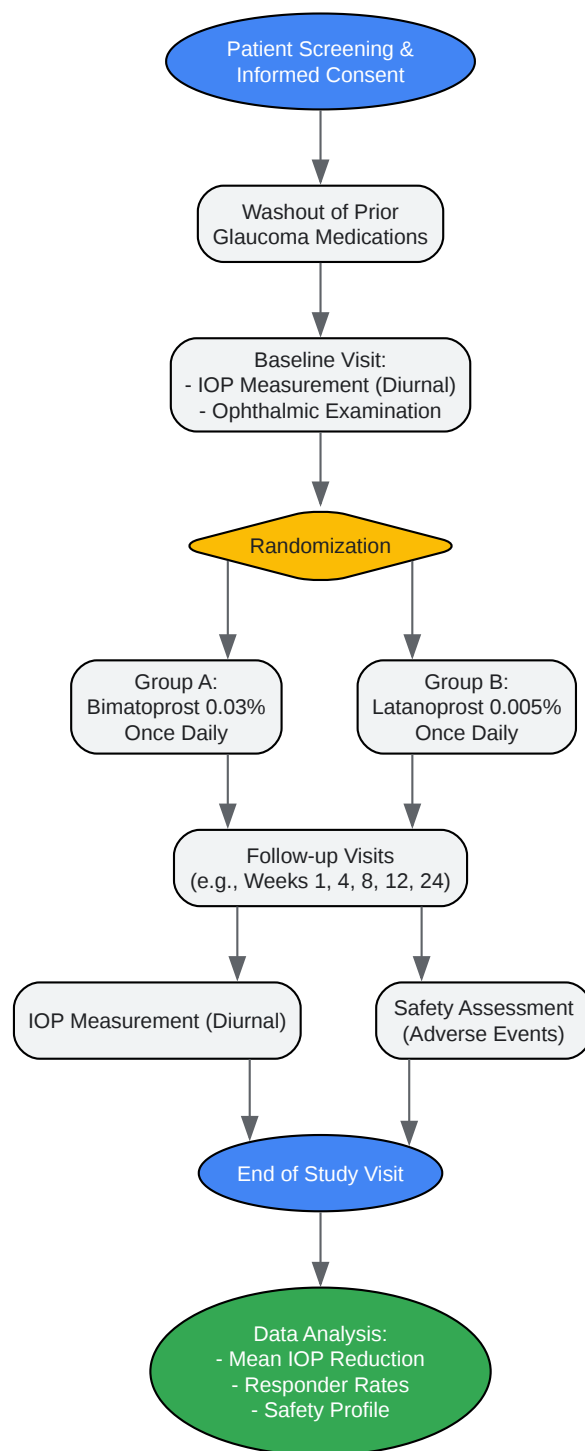 Patient Screening &
Informed Consent
Washout of Prior
Glaucoma Medications
Baseline Visit:
- IOP Measurement (Diurnal)
- Ophthalmic Examination
Randomization
Group A:
Bimatoprost 0.03%
Once Daily
Group B:
Latanoprost 0.005%
Once Daily
Follow-up Visits
(e.g., Weeks 1, 4, 8, 12, 24)
IOP Measurement (Diurnal)
Safety Assessment
(Adverse Events)
End of Study Visit
Data Analysis:
- Mean IOP Reduction
- Responder Rates
- Safety Profile